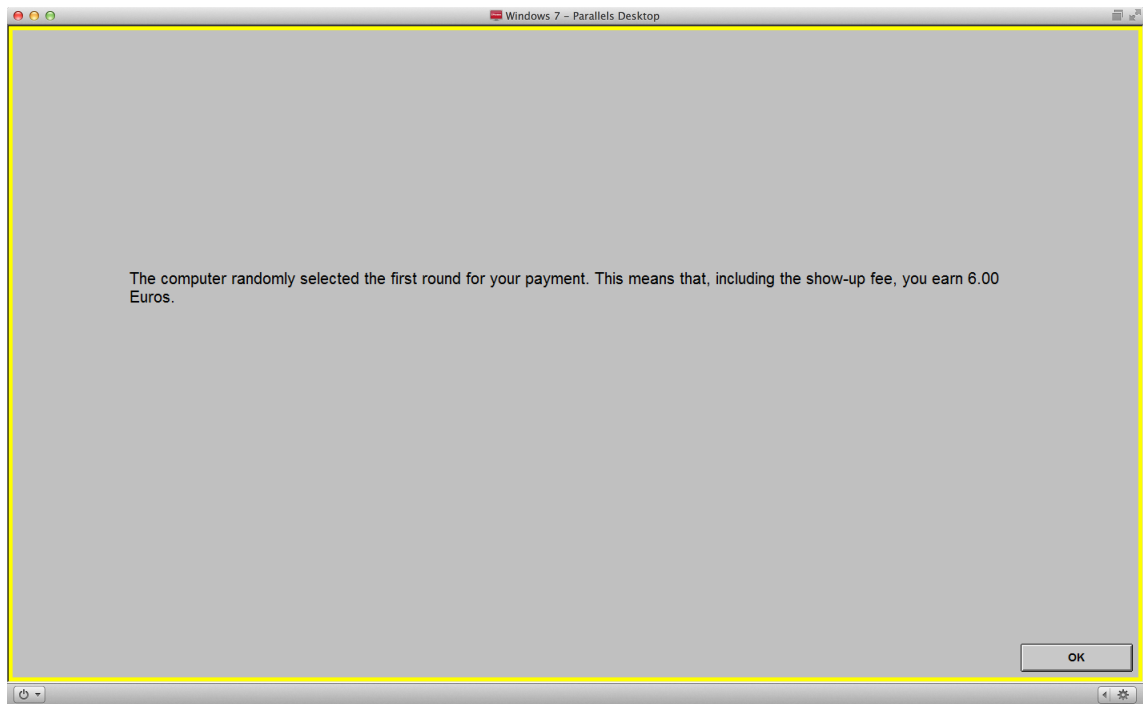 Windows 7 – Parallels Desktop
The computer randomly selected the first round for your payment. This means that, including the show-up fee, you earn 6.00
Euros.
OK